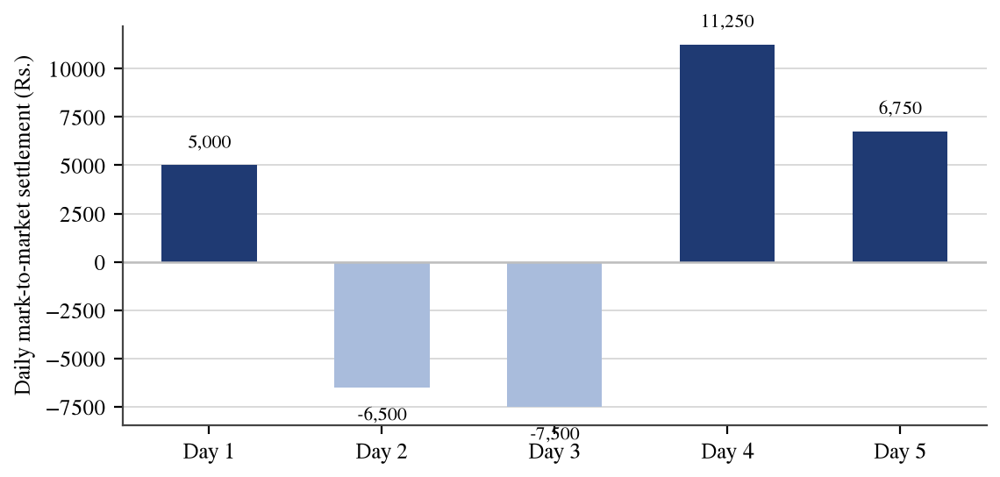 Daily mark-to-market settlement (Rs.)
10000
7500
5000
2500
0
−2500
−5000
−7500
5,000
-6,500
-7,500
11,250
6,750
Day 1
Day 2
Day 3
Day 4
Day 5